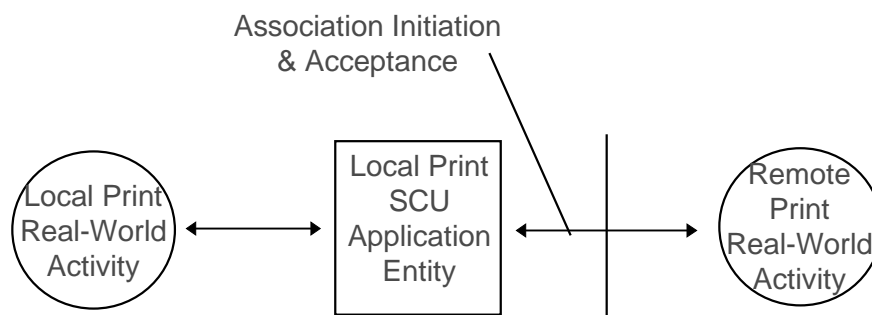 Association Initiation
& Acceptance
Local Print
Real-World
Activity
Local Print
SCU
Application
Entity
Remote
Print
Real-World
Activity